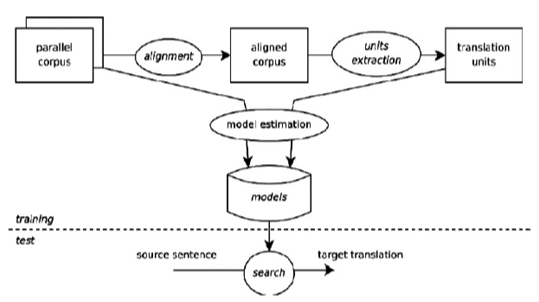 parallel
corpus
alignment
aligned
corpus
units
extraction
translation
units
model estimation
models
training
test
source sentence
target translation
search